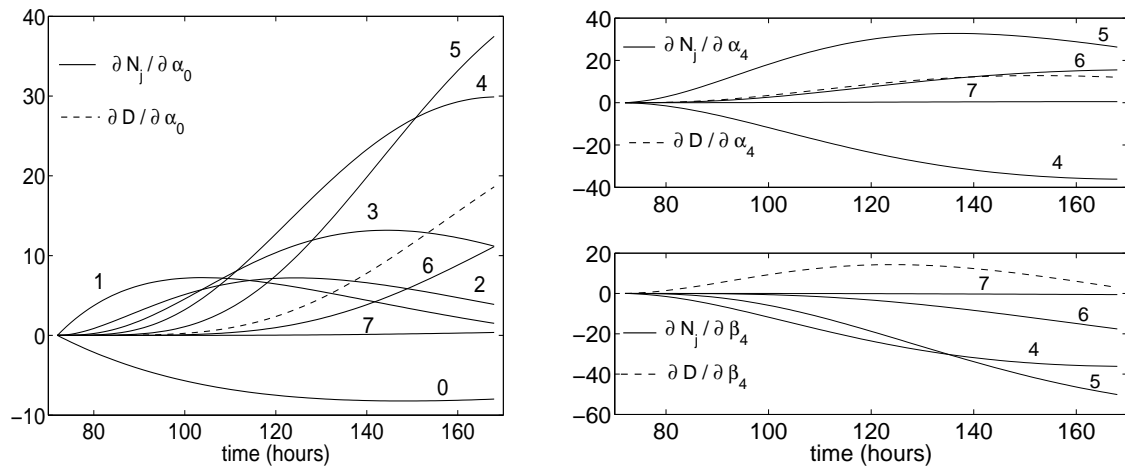 40
30
20
10
0
−10
80 100 120 140 160
time (hours)
∂ N_j / ∂ α_0
∂ D / ∂ α_0
5
4
3
1
6
2
7
0
40
20
0
−20
−40
80 100 120 140 160
∂ N_j / ∂ α_4
∂ D / ∂ α_4
5
6
7
4
20
0
−20
−40
−60
80 100 120 140 160
time (hours)
∂ N_j / ∂ β_4
∂ D / ∂ β_4
7
6
4
5